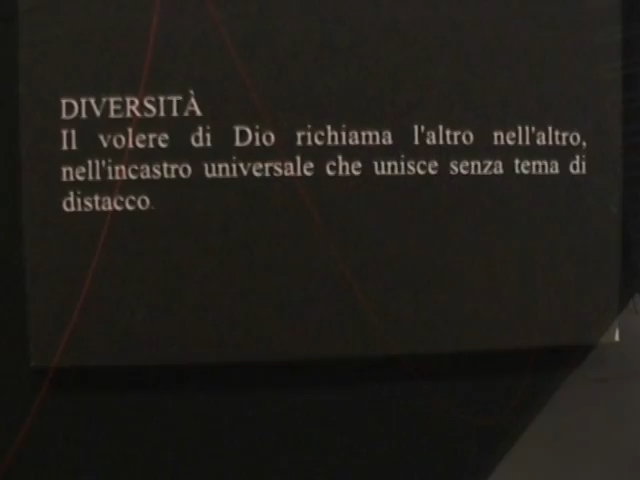 DIVERSITÀ
Il volere di Dio richiama l'altro nell'altro,
nell'incastro universale che unisce senza tema di
distacco.